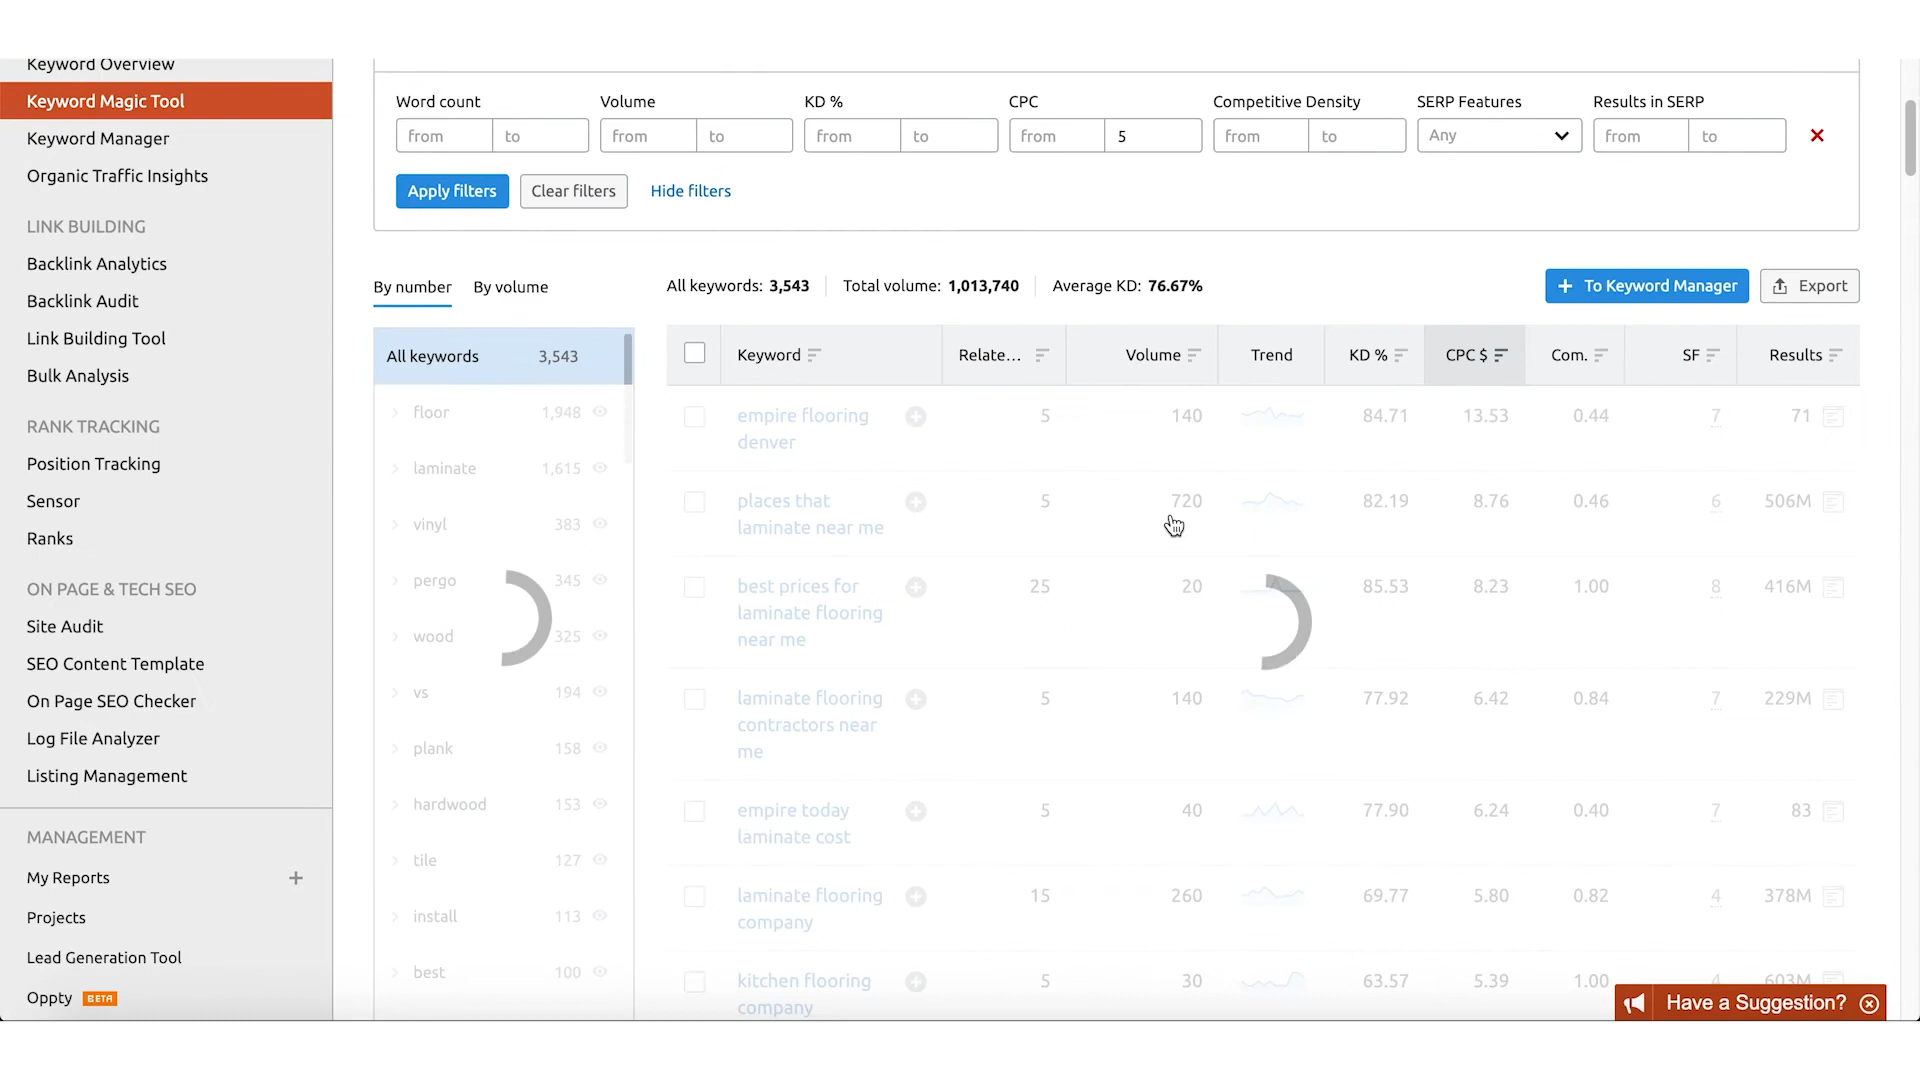 Keyword Overview
Keyword Magic Tool
Keyword Manager
Organic Traffic Insights
LINK BUILDING
Backlink Analytics
Backlink Audit
Link Building Tool
Bulk Analysis
RANK TRACKING
Position Tracking
Sensor
Ranks
ON PAGE & TECH SEO
Site Audit
SEO Content Template
On Page SEO Checker
Log File Analyzer
Listing Management
MANAGEMENT
My Reports +
Projects
Lead Generation Tool
Oppty BETA
Word count Volume KD % CPC Competitive Density SERP Features Results in SERP
from to from to from to from 5 from to Any from to
Apply filters Clear filters Hide filters
By number By volume
All keywords 3,543
floor 1,948
laminate 1,615
vinyl 383
pergo 345
wood 325
vs 194
plank 158
hardwood 153
tile 127
install 113
best 100
All keywords: 3,543 Total volume: 1,013,740 Average KD: 76.67% + To Keyword Manager Export
Keyword Relate... Volume Trend KD % CPC $ Com. SF Results
empire flooring 5 140 84.71 13.53 0.44 7 71
denver
places that 5 720 82.19 8.76 0.46 6 506M
laminate near me
best prices for 25 20 85.53 8.23 1.00 8 416M
laminate flooring
near me
laminate flooring 5 140 77.92 6.42 0.84 7 229M
contractors near
me
empire today 5 40 77.90 6.24 0.40 7 83
laminate cost
laminate flooring 15 260 69.77 5.80 0.82 4 378M
company
kitchen flooring 5 30 63.57 5.39 1.00 4 603M
company
Have a Suggestion?